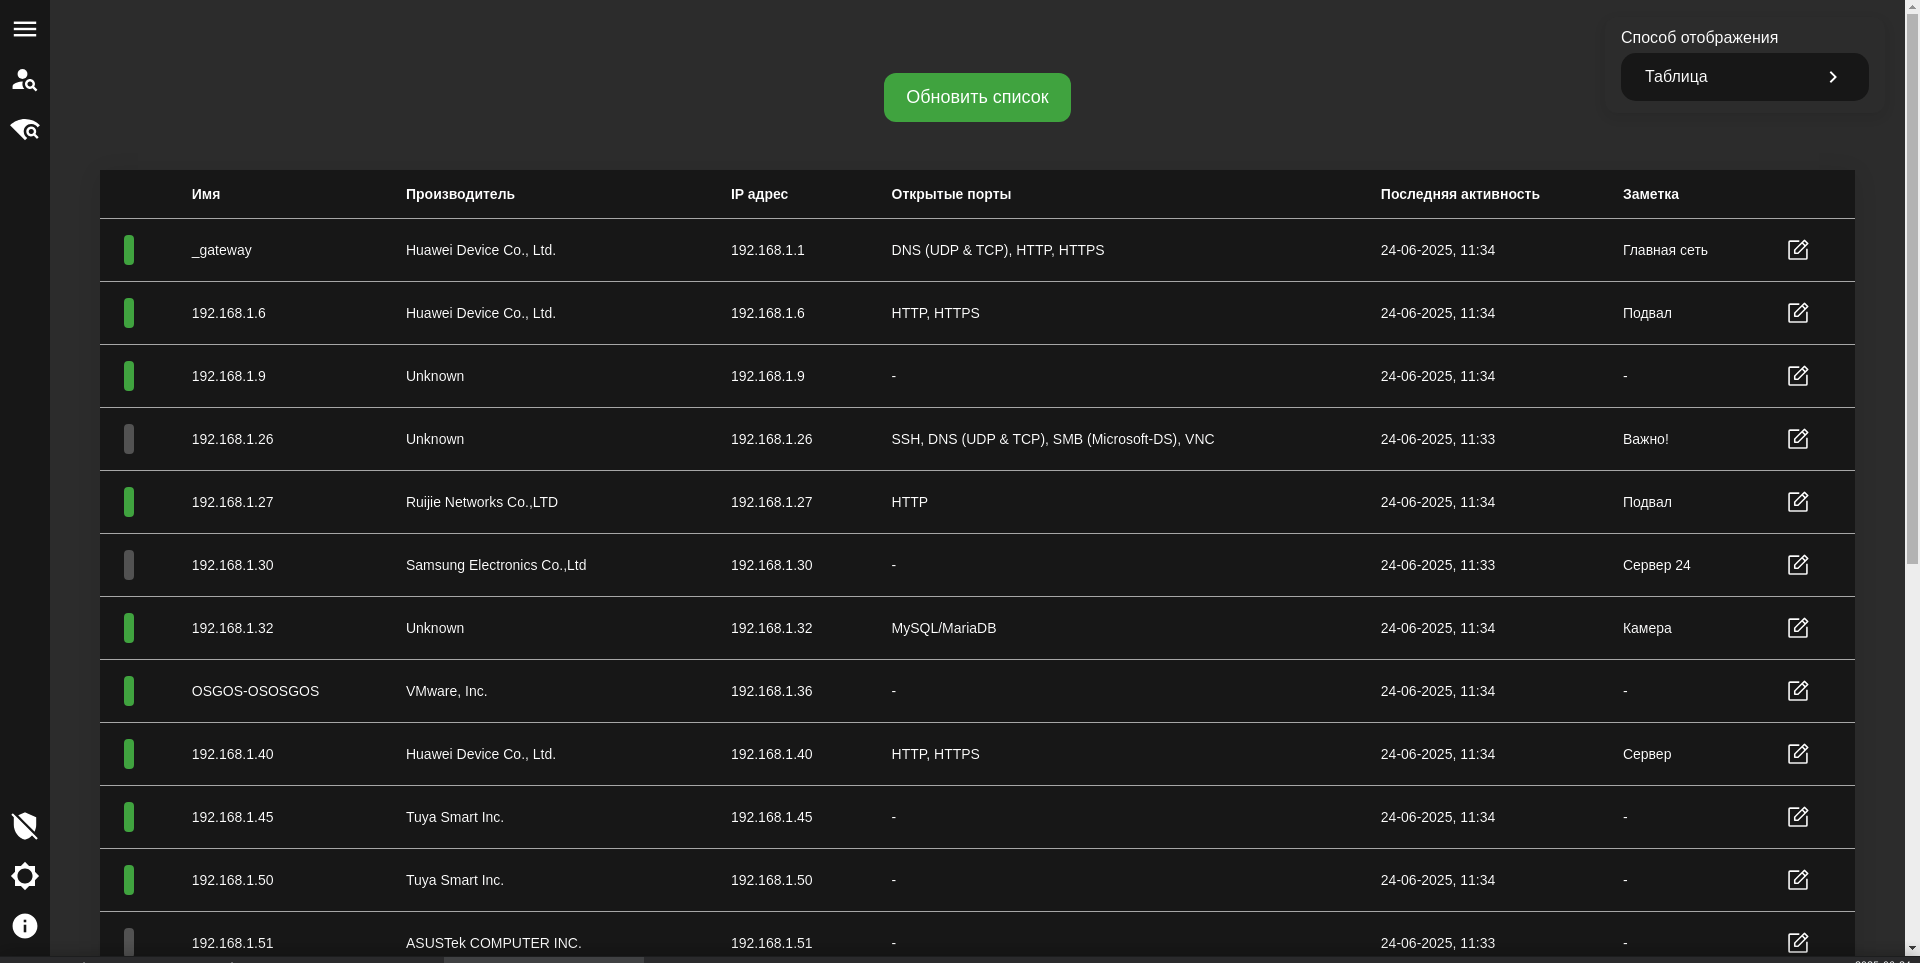 Способ отображения
Таблица
Обновить список
Имя Производитель IP адрес Открытые порты Последняя активность Заметка
_gateway Huawei Device Co., Ltd. 192.168.1.1 DNS (UDP & TCP), HTTP, HTTPS 24-06-2025, 11:34 Главная сеть
192.168.1.6 Huawei Device Co., Ltd. 192.168.1.6 HTTP, HTTPS 24-06-2025, 11:34 Подвал
192.168.1.9 Unknown 192.168.1.9 - 24-06-2025, 11:34 -
192.168.1.26 Unknown 192.168.1.26 SSH, DNS (UDP & TCP), SMB (Microsoft-DS), VNC 24-06-2025, 11:33 Важно!
192.168.1.27 Ruijie Networks Co.,LTD 192.168.1.27 HTTP 24-06-2025, 11:34 Подвал
192.168.1.30 Samsung Electronics Co.,Ltd 192.168.1.30 - 24-06-2025, 11:33 Сервер 24
192.168.1.32 Unknown 192.168.1.32 MySQL/MariaDB 24-06-2025, 11:34 Камера
OSGOS-OSOSGOS VMware, Inc. 192.168.1.36 - 24-06-2025, 11:34 -
192.168.1.40 Huawei Device Co., Ltd. 192.168.1.40 HTTP, HTTPS 24-06-2025, 11:34 Сервер
192.168.1.45 Tuya Smart Inc. 192.168.1.45 - 24-06-2025, 11:34 -
192.168.1.50 Tuya Smart Inc. 192.168.1.50 - 24-06-2025, 11:34 -
192.168.1.51 ASUSTek COMPUTER INC. 192.168.1.51 - 24-06-2025, 11:33 -